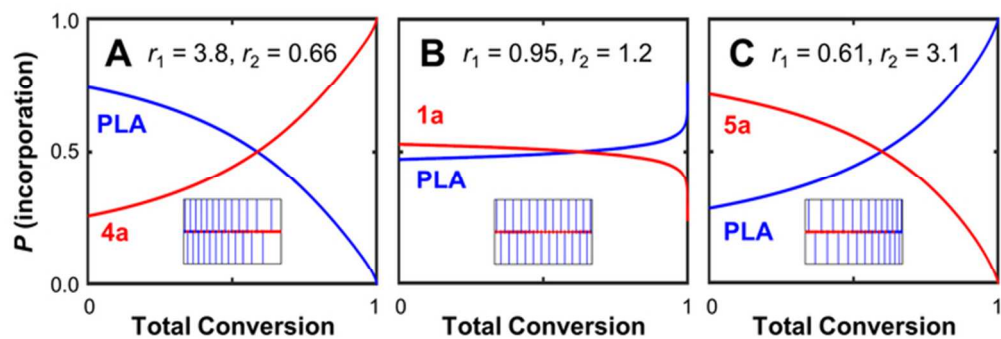 P (incorporation)
1.0
0.5
0.0
A r₁ = 3.8, r₂ = 0.66
PLA
4a
0 1
Total Conversion
B r₁ = 0.95, r₂ = 1.2
1a
PLA
0 1
Total Conversion
C r₁ = 0.61, r₂ = 3.1
5a
PLA
0 1
Total Conversion